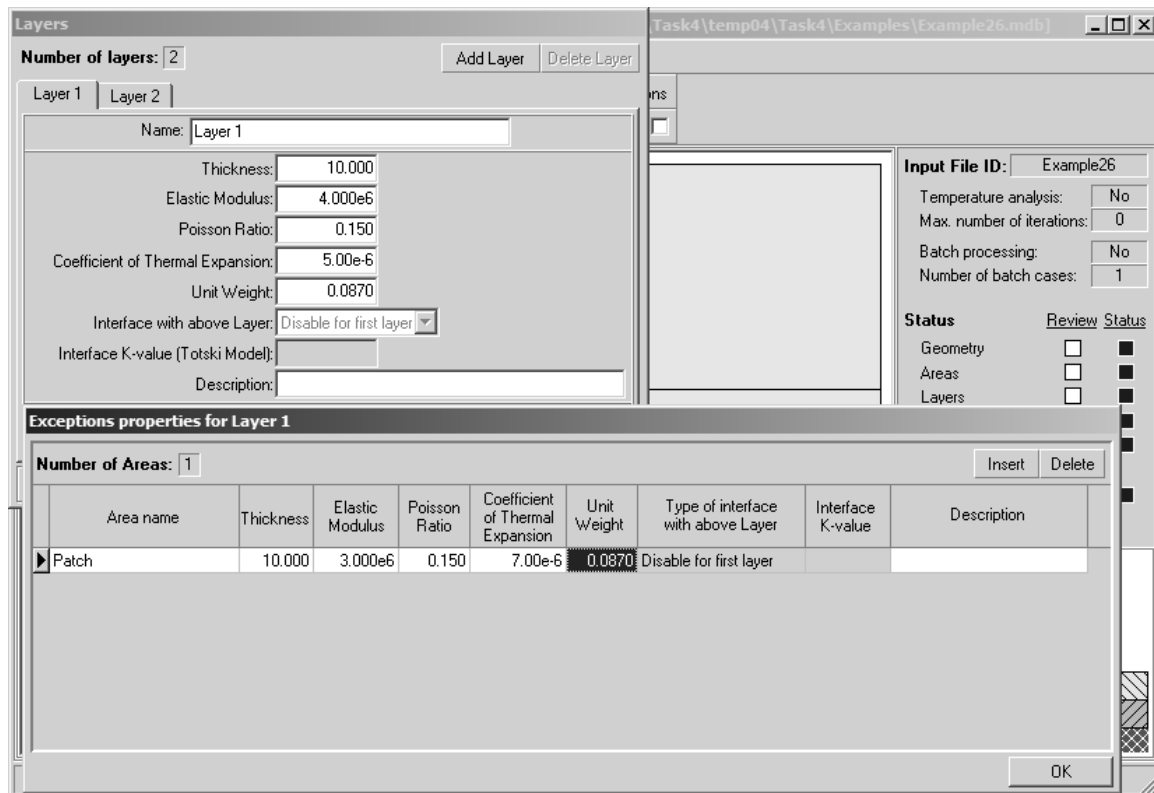 Layers
Task4\temp04\Task4\Examples\Example26.mdb]
Number of layers: 2
Add Layer
Delete Layer
Layer 1
Layer 2
Name: Layer 1
Thickness: 10.000
Elastic Modulus: 4.000e6
Poisson Ratio: 0.150
Coefficient of Thermal Expansion: 5.00e-6
Unit Weight: 0.0870
Interface with above Layer: Disable for first layer
Interface K-value (Totski Model):
Description:
ns
Input File ID: Example26
Temperature analysis: No
Max. number of iterations: 0
Batch processing: No
Number of batch cases: 1
Status Review Status
Geometry
Areas
Layers
Exceptions properties for Layer 1
Number of Areas: 1
Insert
Delete
Area name
Thickness
Elastic
Modulus
Poisson
Ratio
Coefficient
of Thermal
Expansion
Unit
Weight
Type of interface
with above Layer
Interface
K-value
Description
Patch 10.000 3.000e6 0.150 7.00e-6 0.0870 Disable for first layer
OK